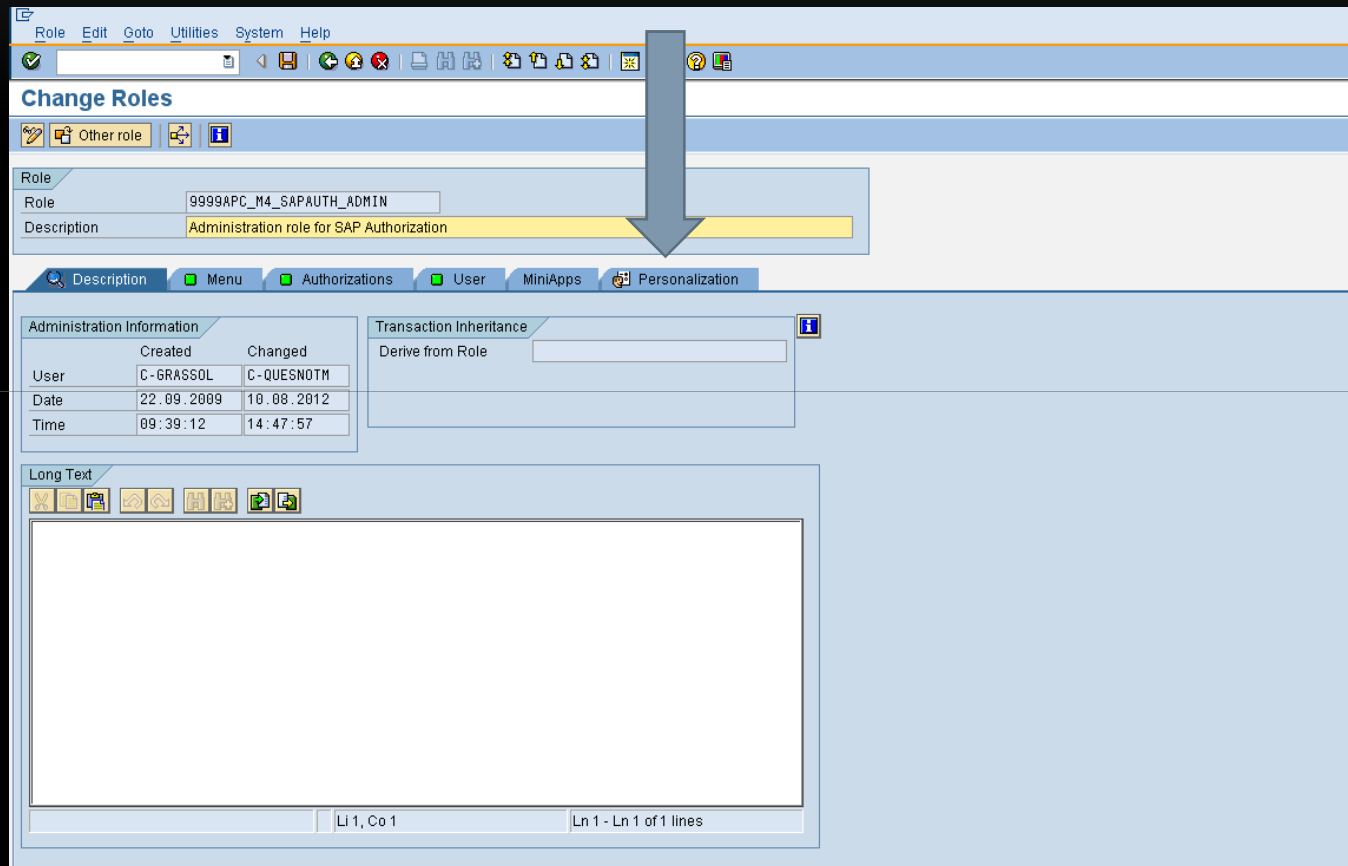 Role Edit Goto Utilities System Help
Change Roles
Other role
Role
Role 9999APC_M4_SAPAUTH_ADMIN
Description Administration role for SAP Authorization
Description Menu Authorizations User MiniApps Personalization
Administration Information Transaction Inheritance
Created Changed Derive from Role
User C-GRASSOL C-QUESNOTM
Date 22.09.2009 10.08.2012
Time 09:39:12 14:47:57
Long Text
Li 1, Co 1 Ln 1 - Ln 1 of 1 lines